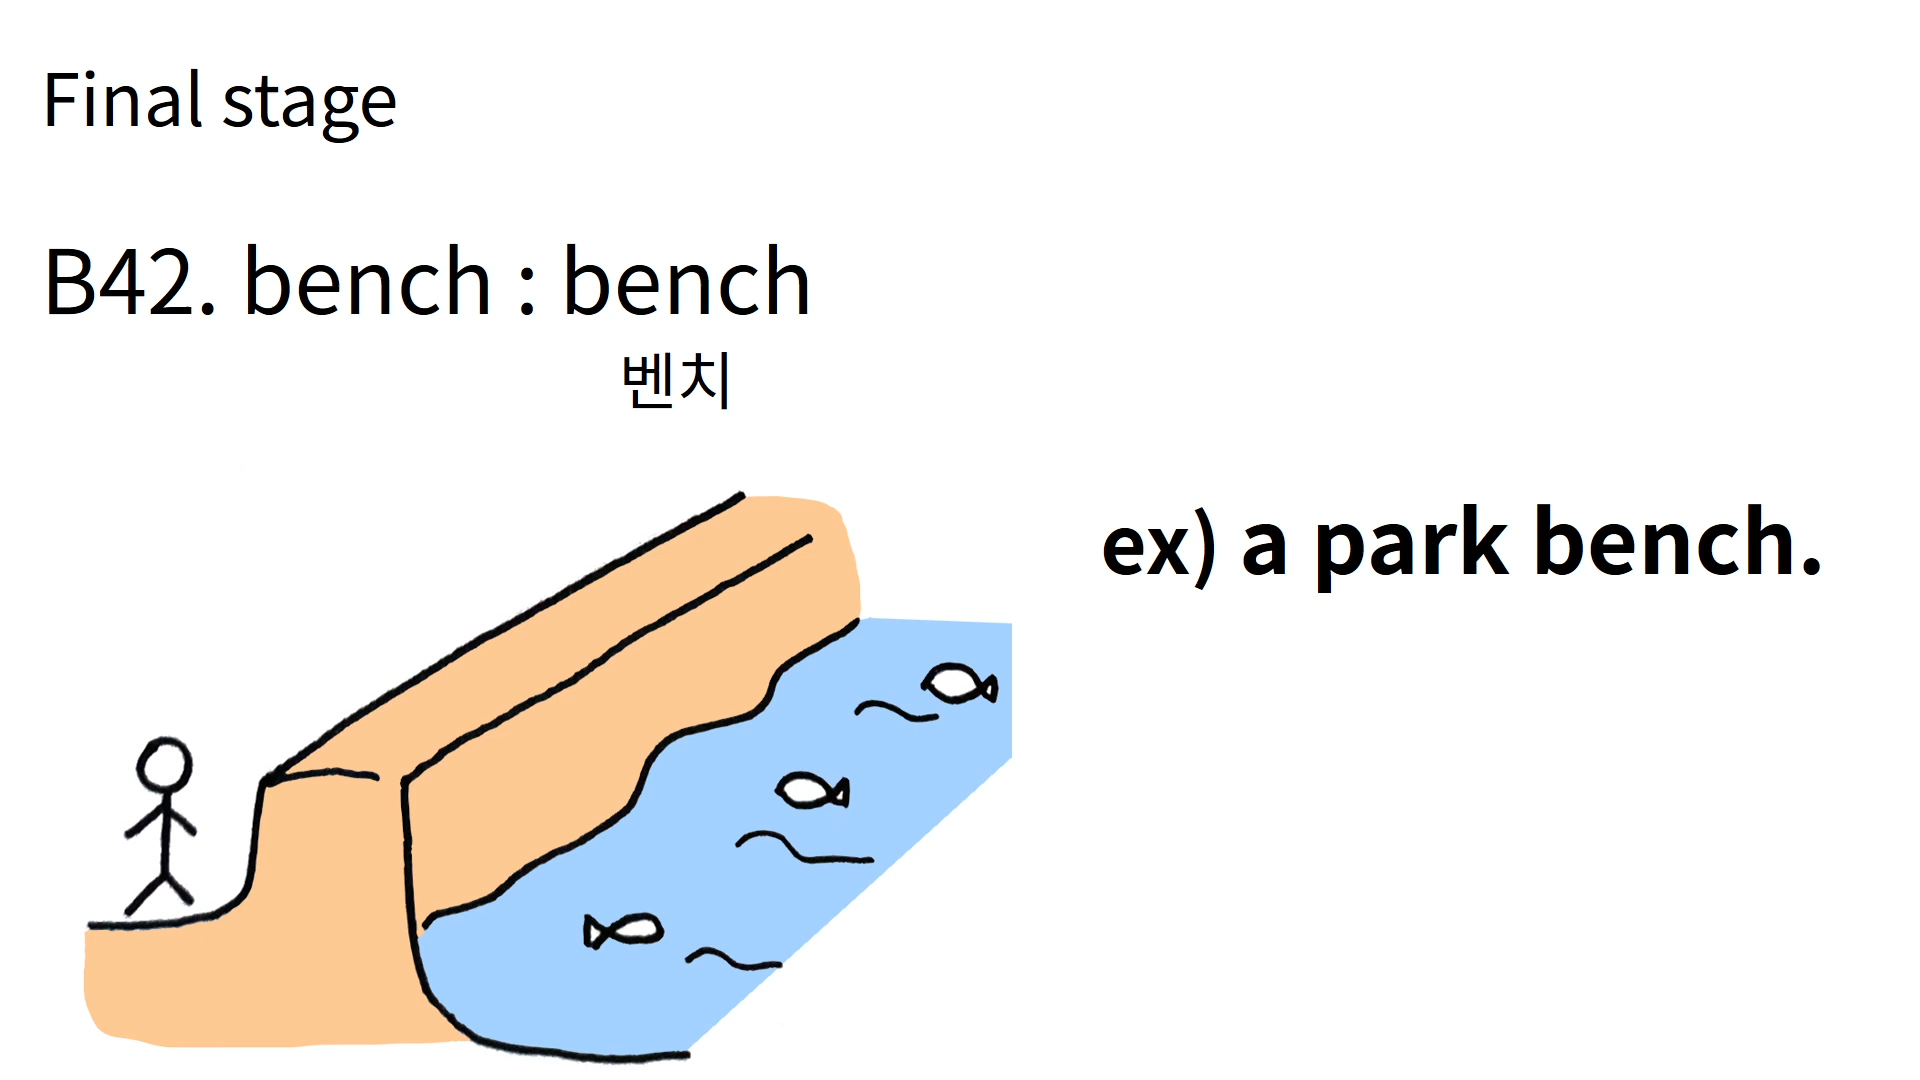 Final stage
B42. bench : bench
벤치
ex) a park bench.